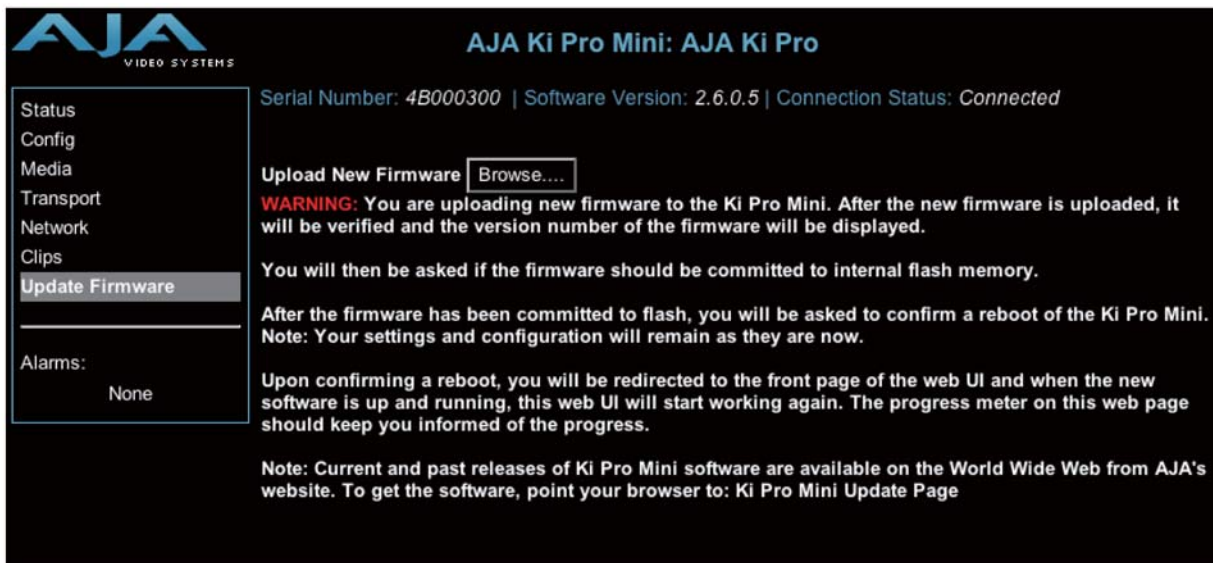 AJA
VIDEO SYSTEMS
AJA Ki Pro Mini: AJA Ki Pro
Serial Number: 4B000300 | Software Version: 2.6.0.5 | Connection Status: Connected
Status
Config
Media
Transport
Network
Clips
Update Firmware
Alarms:
None
Upload New Firmware Browse....
WARNING: You are uploading new firmware to the Ki Pro Mini. After the new firmware is uploaded, it
will be verified and the version number of the firmware will be displayed.
You will then be asked if the firmware should be committed to internal flash memory.
After the firmware has been committed to flash, you will be asked to confirm a reboot of the Ki Pro Mini.
Note: Your settings and configuration will remain as they are now.
Upon confirming a reboot, you will be redirected to the front page of the web UI and when the new
software is up and running, this web UI will start working again. The progress meter on this web page
should keep you informed of the progress.
Note: Current and past releases of Ki Pro Mini software are available on the World Wide Web from AJA's
website. To get the software, point your browser to: Ki Pro Mini Update Page